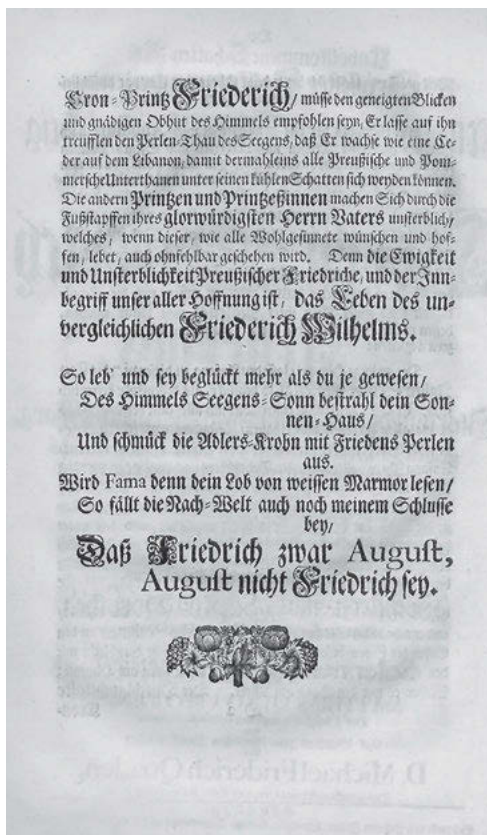 Cron-Printz Friederich/ müsse den geneigten Blicken
und gnädigen Obhut des Himmels empfohlen seyn, Er lasse auf ihn
treufflen den Perlen-Thau des Seegens, daß Er wachse wie eine Ce-
der auf dem Libanon, damit dermahleins alle Preußische und Pom-
mersche Unterthanen unter seinen kühlen Schatten sich weyden können.
Die andern Printzen und Printzeßinnen machen Sich durch die
Fußstapffen ihres glorwürdigsten Herrn Vaters unsterblich/
welches, wenn dieser, wie alle Wohlgesinnete wünschen und hof-
fen, lebet, auch ohnfehlbar geschehen wird. Denn die Ewigkeit
und Unsterblichkeit Preußischer Friedriche, und der Inn-
begriff unser aller Hoffnung ist, das Leben des un-
vergleichlichen Friederich Wilhelms.
So leb' und sey beglückt mehr als du je gewesen/
Des Himmels Seegens-Sonn bestrahl dein Son-
nen-Haus/
Und schmück die Adlers-Krohn mit Friedens Perlen
aus.
Wird Fama denn dein Lob von weissen Marmor lesen/
So fällt die Nach-Welt auch noch meinem Schlusse
bey/
Daß Friedrich zwar August,
August nicht Friedrich sey.